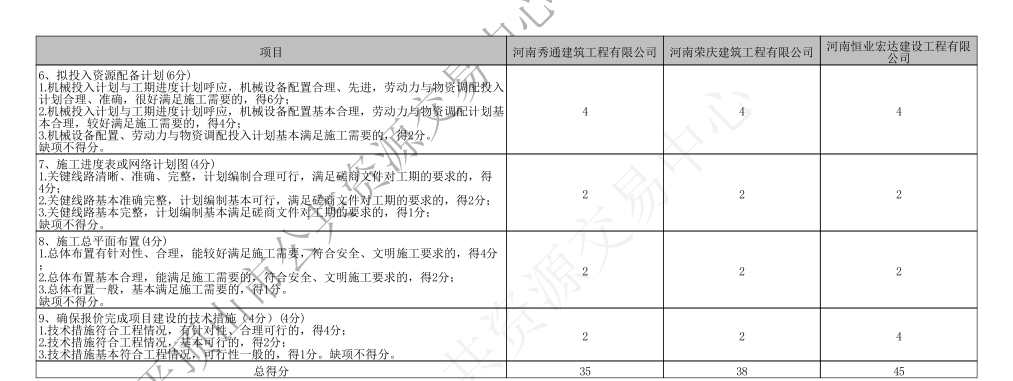 项目
河南秀通建筑工程有限公司
河南荣庆建筑工程有限公司
河南恒业宏达建设工程有限
公司
6、拟投入资源配备计划(6分)
1.机械投入计划与工期进度计划呼应，机械设备配置合理、先进，劳动力与物资调配投入
计划合理、准确，很好满足施工需要的，得6分；
2.机械投入计划与工期进度计划呼应，机械设备配置基本合理，劳动力与物资调配计划基
本合理，较好满足施工需要的，得4分；
3.机械设备配置、劳动力与物资调配投入计划基本满足施工需要的，得2分。
缺项不得分。
4
4
4
7、施工进度表或网络计划图(4分)
1.关键线路清晰、准确、完整，计划编制合理可行，满足磋商文件对工期的要求的，得
4分；
2.关健线路基本准确完整，计划编制基本可行，满足磋商文件对工期的要求的，得2分；
3.关健线路基本完整，计划编制基本满足磋商文件对工期的要求的，得1分；
缺项不得分。
2
2
2
8、施工总平面布置(4分)
1.总体布置有针对性、合理，能较好满足施工需要，符合安全、文明施工要求的，得4分
；
2.总体布置基本合理，能满足施工需要的，符合安全、文明施工要求的，得2分；
3.总体布置一般，基本满足施工需要的，得1分。
缺项不得分。
2
2
2
9、确保报价完成项目建设的技术措施（4分）(4分)
1.技术措施符合工程情况，有针对性、合理可行的，得4分；
2.技术措施符合工程情况，基本可行的，得2分；
3.技术措施基本符合工程情况，可行性一般的，得1分。缺项不得分。
2
2
4
总得分
35
38
45
平顶山市公共资源交易中心
共资源交易中心